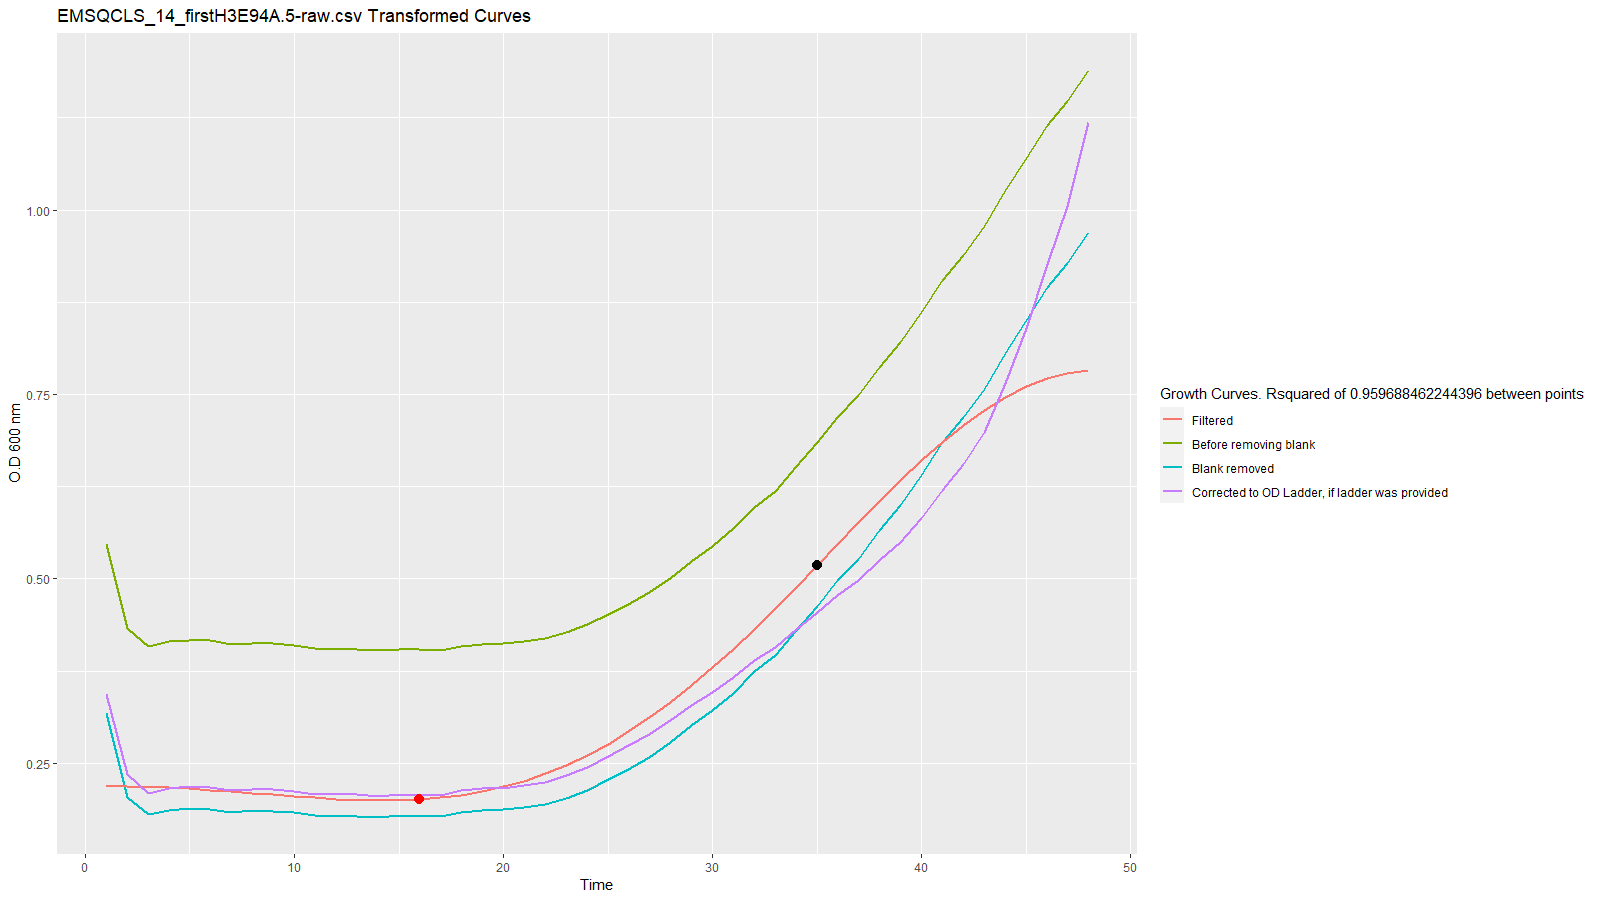 EMSQCLS_14_firstH3E94A.5-raw.csv Transformed Curves
O.D 600 nm
1.00
0.75
0.50
0.25
0 10 20 30 40 50
Time
Growth Curves. Rsquared of 0.959688462244396 between points
Filtered
Before removing blank
Blank removed
Corrected to OD Ladder, if ladder was provided